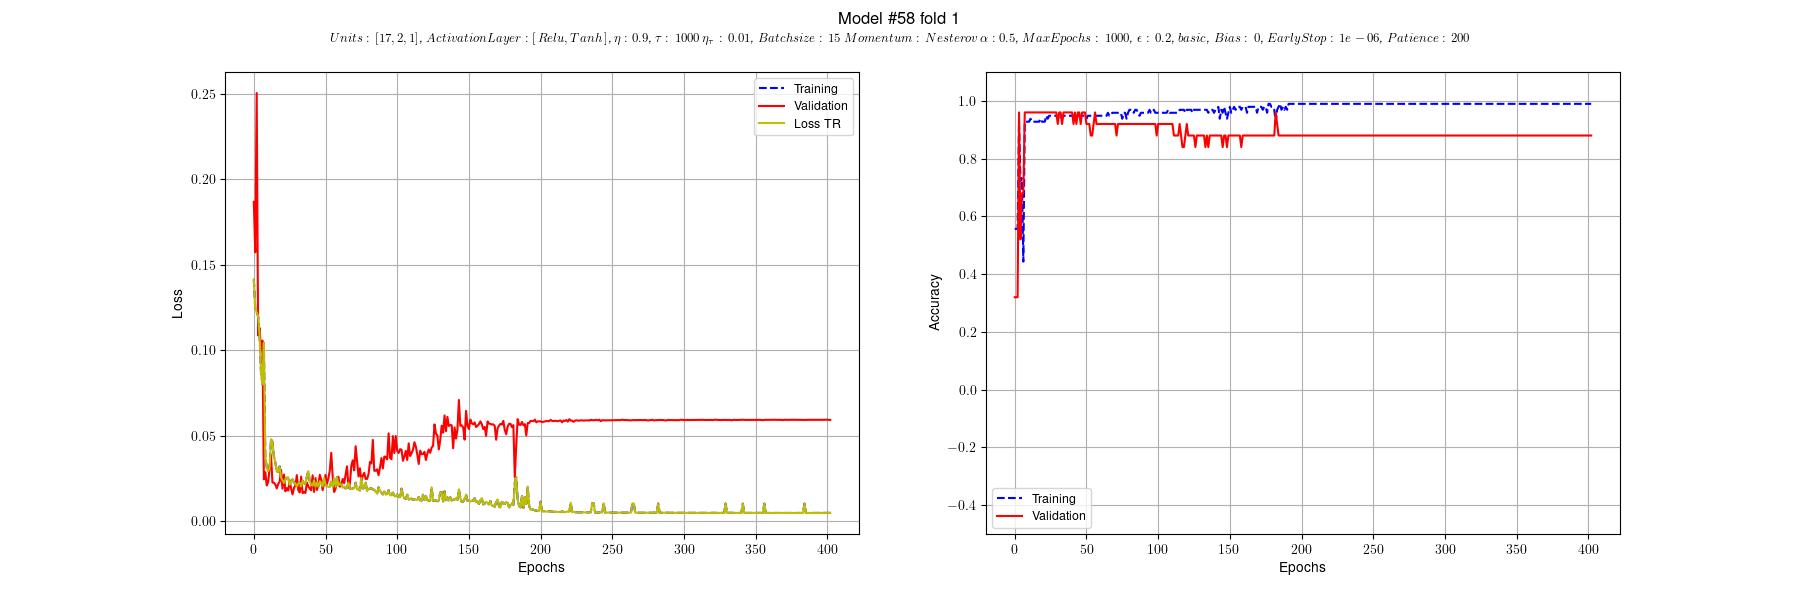 Model #58 fold 1
Units : [17, 2, 1], ActivationLayer : [Relu, Tanh], η : 0.9, τ : 1000 ητ : 0.01, Batchsize : 15 Momentum : Nesterov α : 0.5, MaxEpochs : 1000, ϵ : 0.2, basic, Bias : 0, EarlyStop : 1e − 06, Patience : 200
Training
Validation
Loss TR
0.25
0.20
0.15
0.10
0.05
0.00
Loss
0 50 100 150 200 250 300 350 400
Epochs
1.0
0.8
0.6
0.4
0.2
0.0
−0.2
−0.4
Accuracy
Training
Validation
0 50 100 150 200 250 300 350 400
Epochs